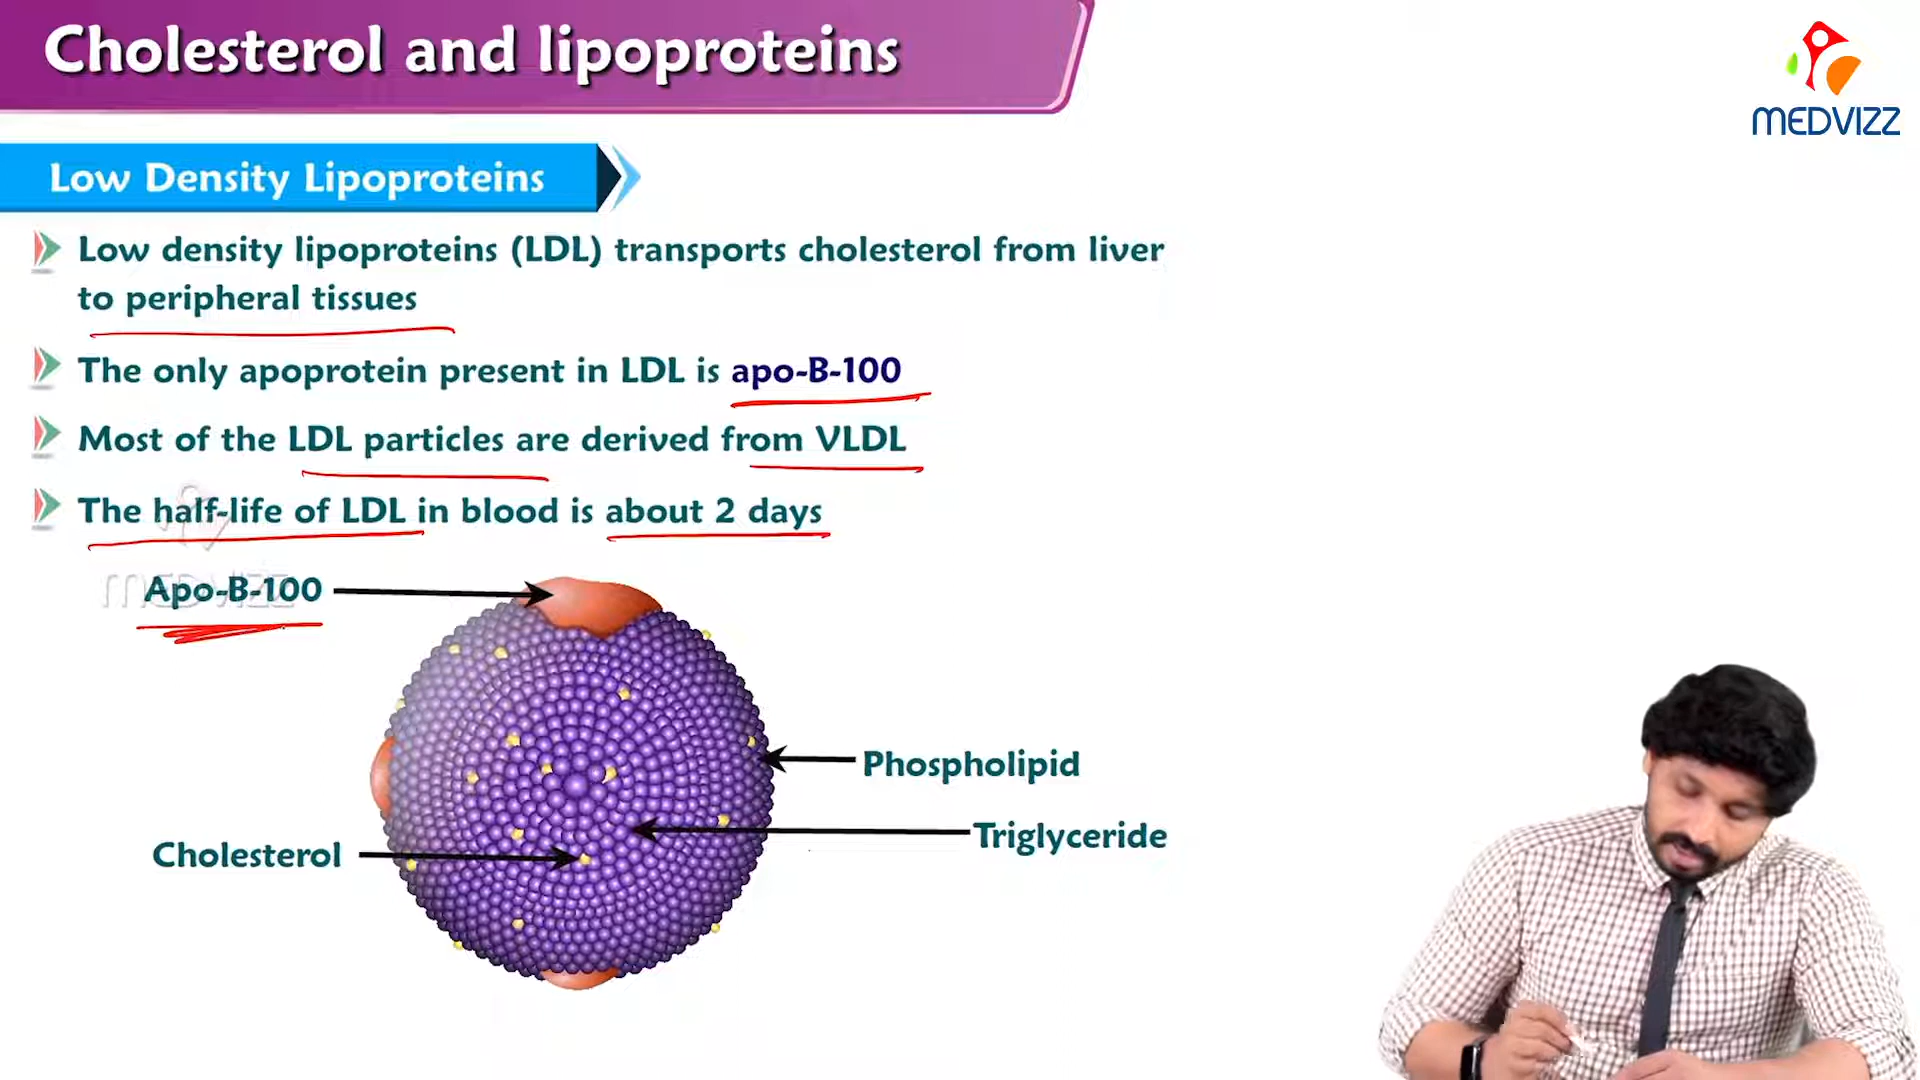 Cholesterol and lipoproteins
MEDVIZZ
Low Density Lipoproteins
Low density lipoproteins (LDL) transports cholesterol from liver
to peripheral tissues
The only apoprotein present in LDL is apo-B-100
Most of the LDL particles are derived from VLDL
The half-life of LDL in blood is about 2 days
MEDVIZZ
Apo-B-100
Phospholipid
Triglyceride
Cholesterol